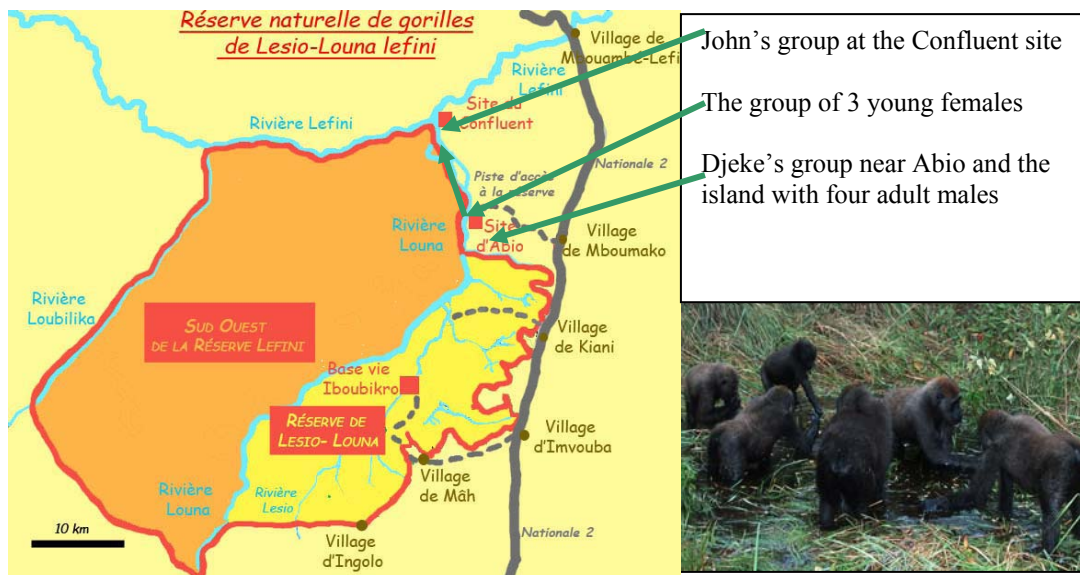 Réserve naturelle de gorilles
de Lesio-Louna lefini
Village de
Mbouambé-Lefi
Rivière
Lefini
Site du
Confluent
Rivière Lefini
Nationale 2
Piste d'accès
à la réserve
Rivière
Louna
Site
d'Abio
Village
de Mboumako
Rivière
Loubilika
SUD OUEST
DE LA RÉSERVE LEFINI
Village
de Kiani
Base vie
Iboubikro
RÉSERVE DE
LESIO- LOUNA
Village
d'Imvouba
Village
de Mâh
Rivière
Louna
Rivière
Lesio
10 km
Village
d'Ingolo
Nationale 2
John's group at the Confluent site
The group of 3 young females
Djeke's group near Abio and the
island with four adult males